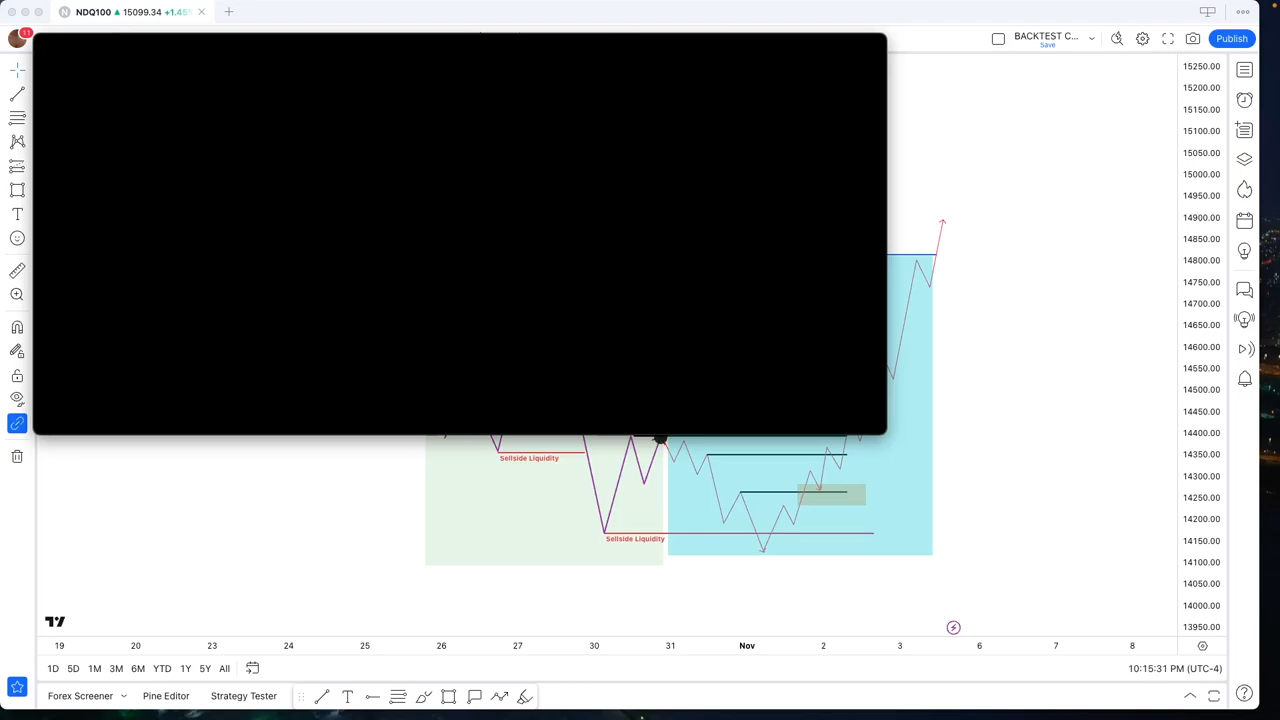 NDQ100 ▲ 15099.34 +1.45%
11
BACKTEST C...
Save
Publish
15250.00
15200.00
15150.00
15100.00
15050.00
15000.00
14950.00
14900.00
14850.00
14800.00
14750.00
14700.00
14650.00
14600.00
14550.00
14500.00
14450.00
14400.00
14350.00
14300.00
14250.00
14200.00
14150.00
14100.00
14050.00
14000.00
13950.00
Sellside Liquidity
Sellside Liquidity
19 20 23 24 25 26 27 30 31 Nov 2 3 6 7 8
1D 5D 1M 3M 6M YTD 1Y 5Y All
10:15:31 PM (UTC-4)
Forex Screener Pine Editor Strategy Tester